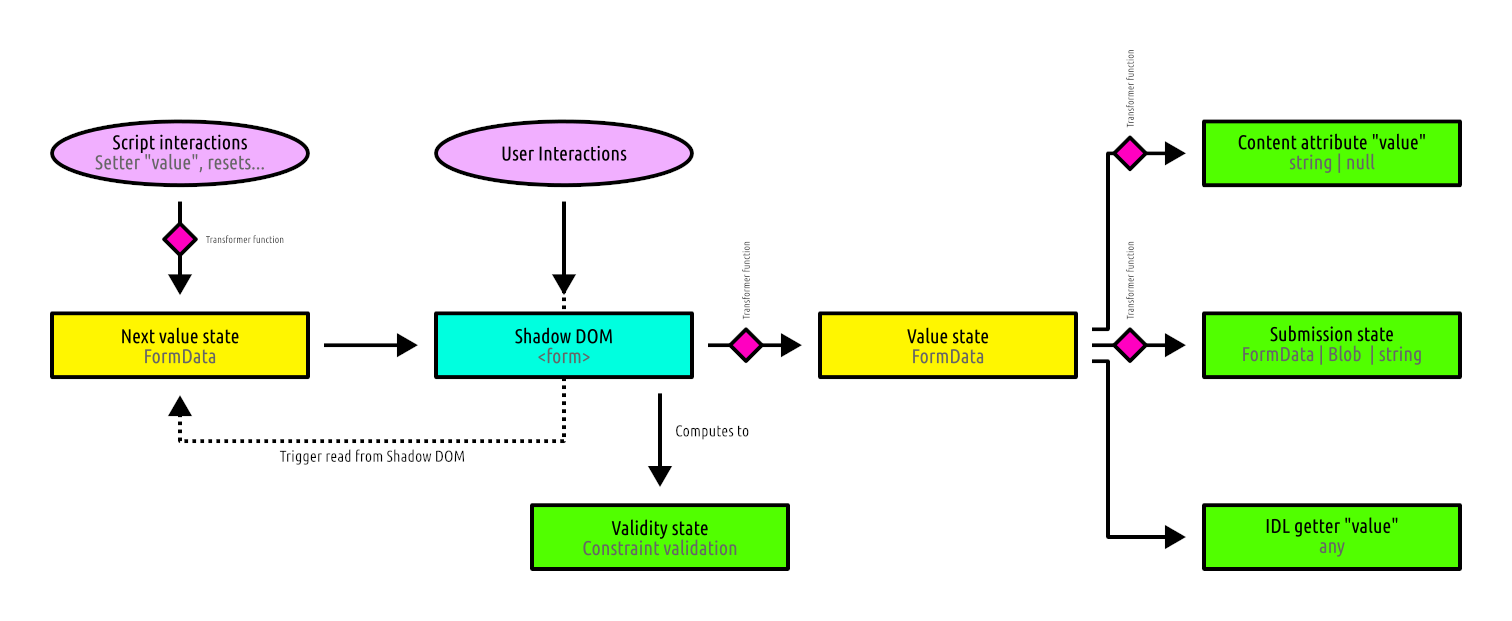 Script interactions
Setter "value", resets...
User Interactions
Transformer function
Content attribute "value"
string | null
Transformer function
Transformer function
Transformer function
Next value state
FormData
Shadow DOM
<form>
Value state
FormData
Submission state
FormData | Blob | string
Trigger read from Shadow DOM
Computes to
Validity state
Constraint validation
IDL getter "value"
any